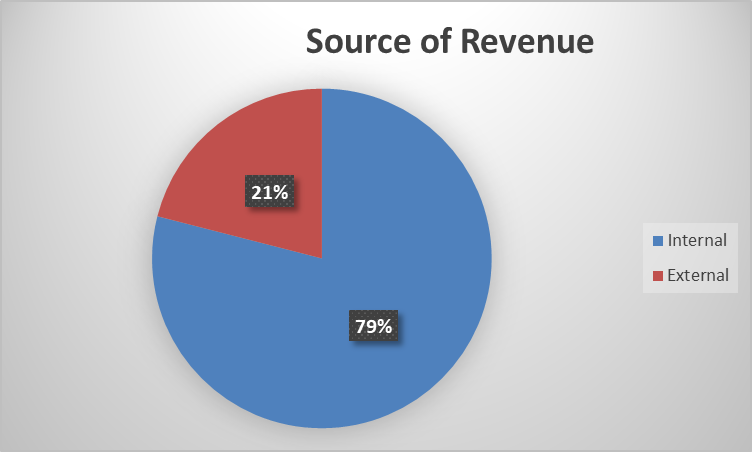 Source of Revenue
21%
79%
Internal
External